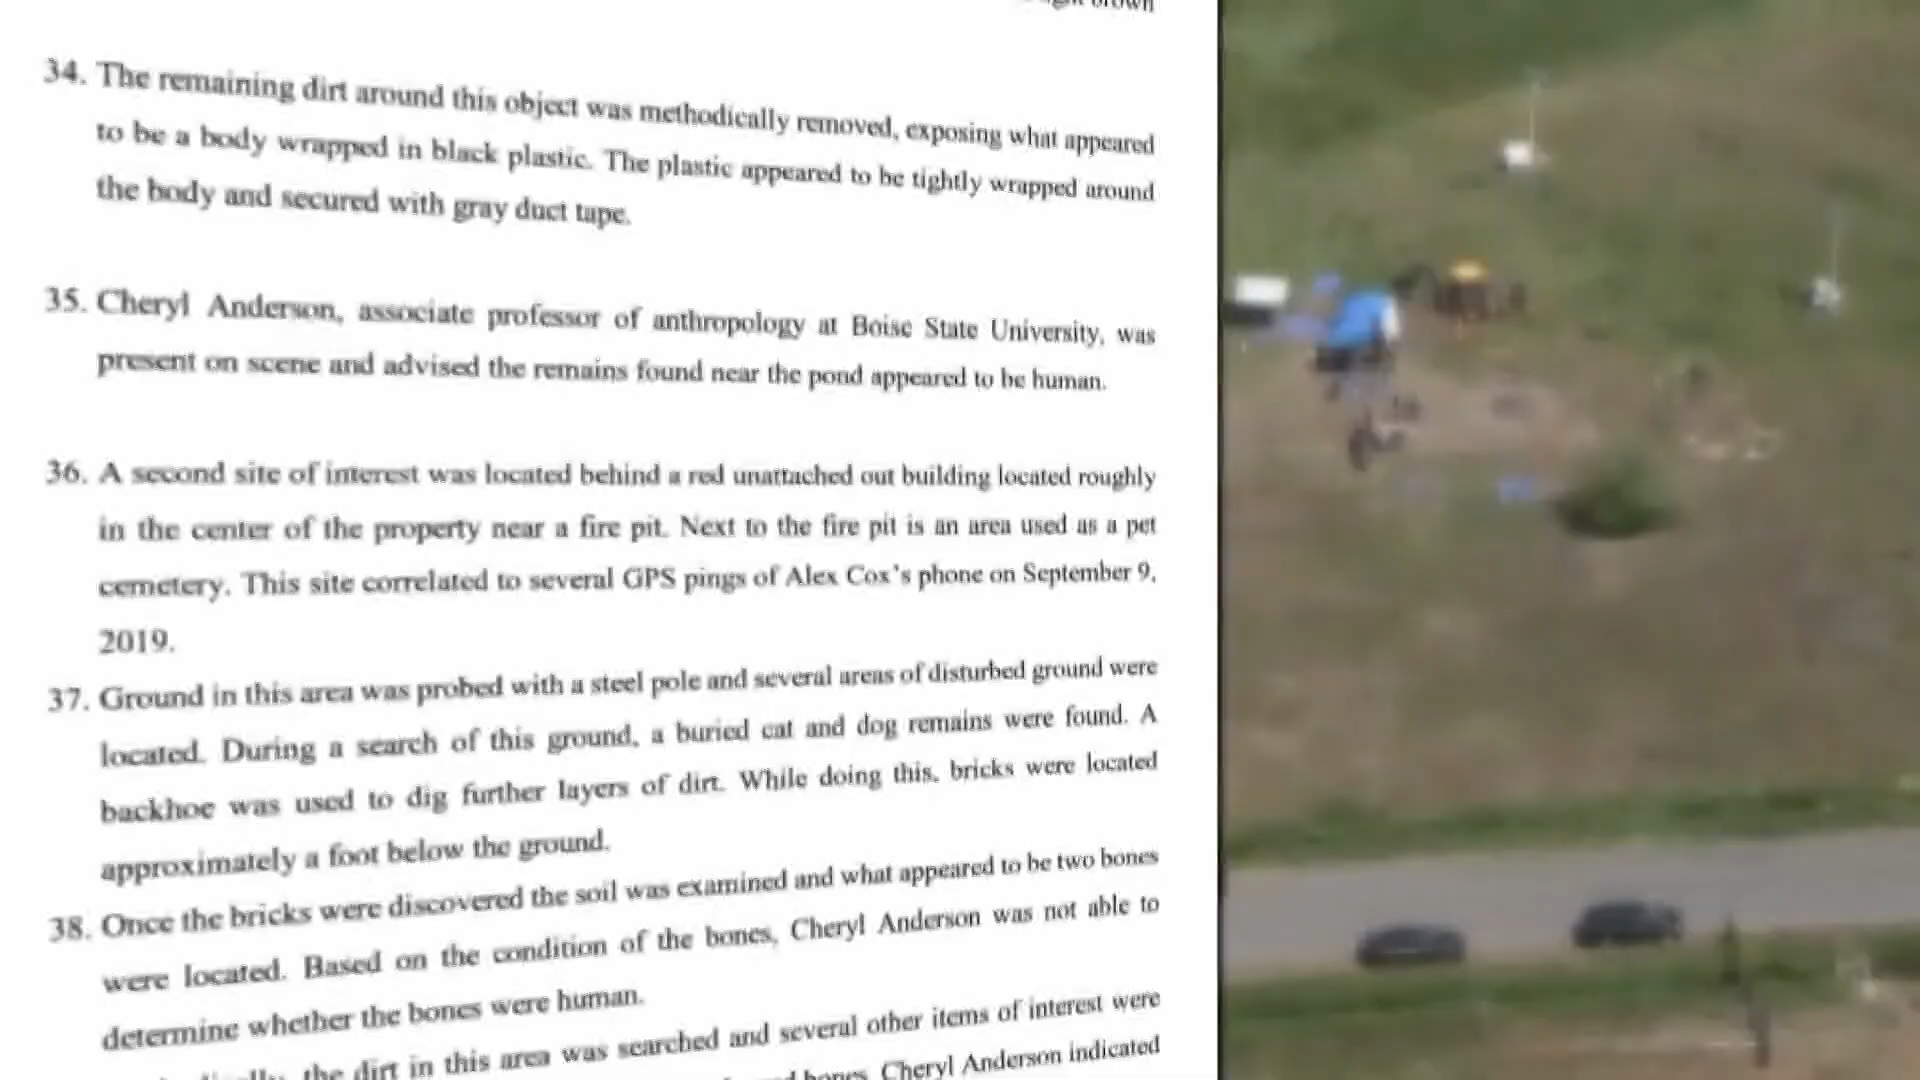 brown
34. The remaining dirt around this object was methodically removed, exposing what appeared
to be a body wrapped in black plastic. The plastic appeared to be tightly wrapped around
the body and secured with gray duct tape.
35. Cheryl Anderson, associate professor of anthropology at Boise State University, was
present on scene and advised the remains found near the pond appeared to be human.
36. A second site of interest was located behind a red unattached out building located roughly
in the center of the property near a fire pit. Next to the fire pit is an area used as a pet
cemetery. This site correlated to several GPS pings of Alex Cox's phone on September 9,
2019.
37. Ground in this area was probed with a steel pole and several areas of disturbed ground were
located. During a search of this ground, a buried cat and dog remains were found. A
backhoe was used to dig further layers of dirt. While doing this, bricks were located
approximately a foot below the ground.
38. Once the bricks were discovered the soil was examined and what appeared to be two bones
were located. Based on the condition of the bones, Cheryl Anderson was not able to
determine whether the bones were human.
the dirt in this area was searched and several other items of interest were
bones. Cheryl Anderson indicated